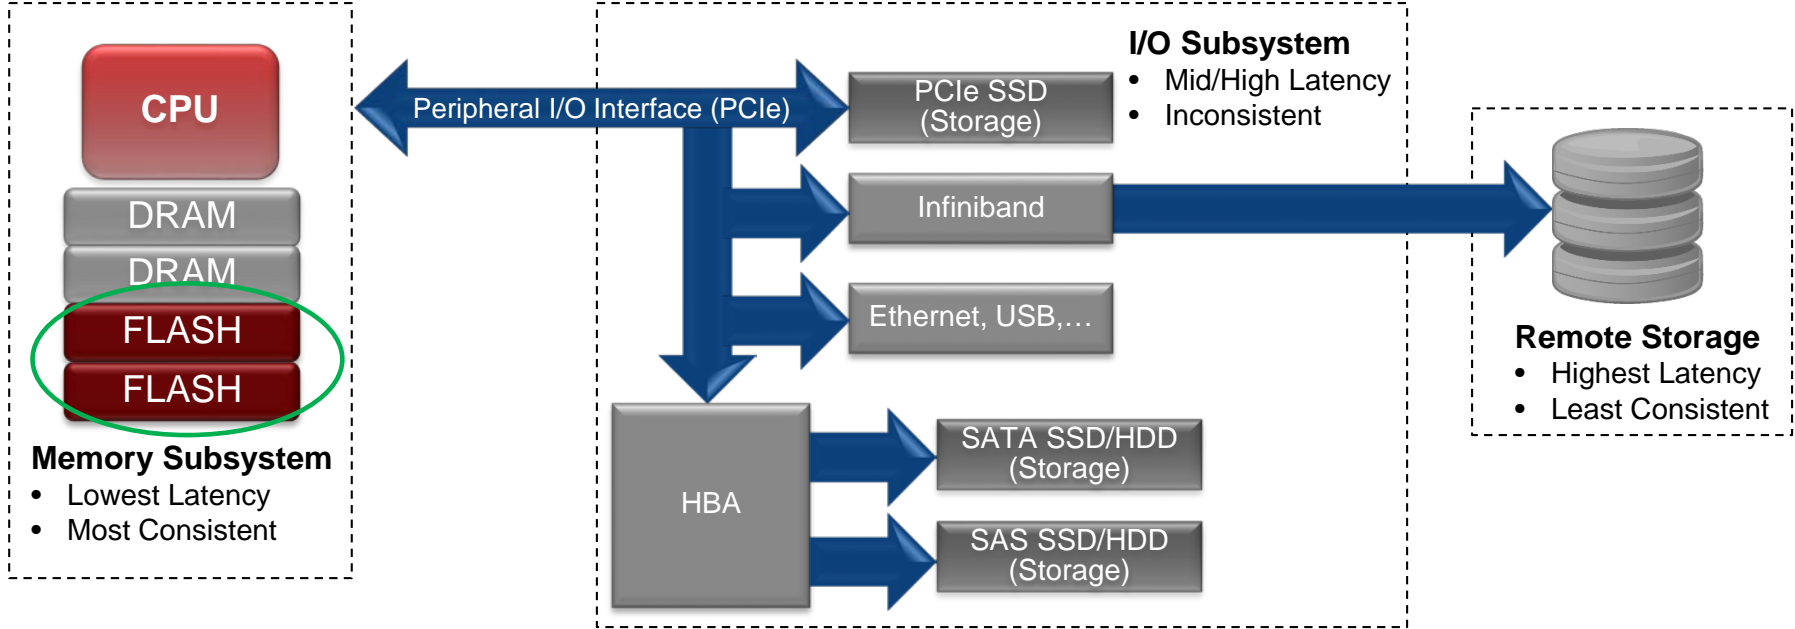 CPU
DRAM
DRAM
FLASH
FLASH
Memory Subsystem
• Lowest Latency
• Most Consistent
Peripheral I/O Interface (PCIe)
I/O Subsystem
• Mid/High Latency
• Inconsistent
PCIe SSD
(Storage)
Infiniband
Ethernet, USB,...
HBA
SATA SSD/HDD
(Storage)
SAS SSD/HDD
(Storage)
Remote Storage
• Highest Latency
• Least Consistent